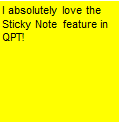 I absolutely love the
Sticky Note feature in
QPT!